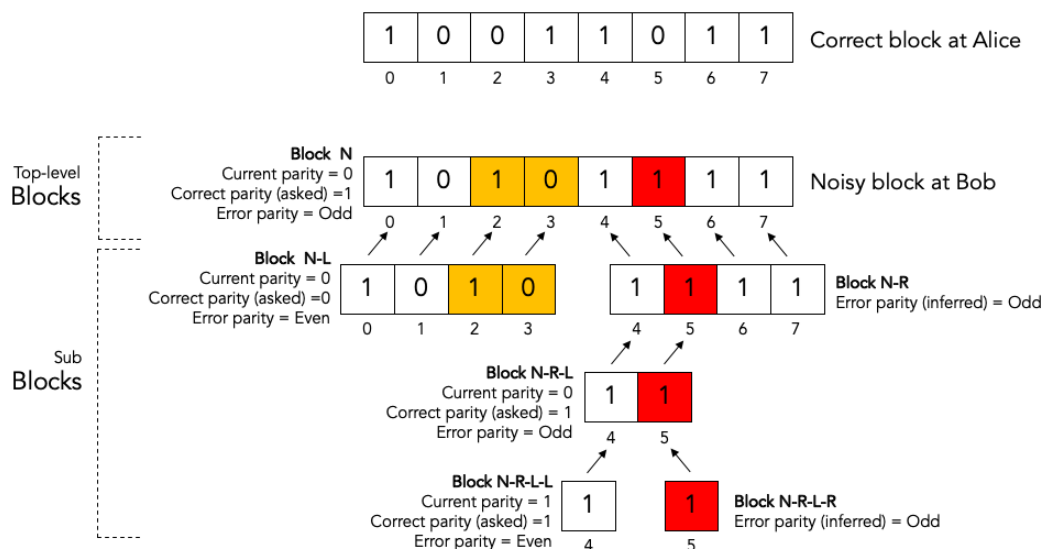 1 0 0 1 1 0 1 1
Correct block at Alice
0 1 2 3 4 5 6 7
Top-level
Blocks
Block N
Current parity = 0
Correct parity (asked) =1
Error parity = Odd
1 0 1 0 1 1 1 1
Noisy block at Bob
0 1 2 3 4 5 6 7
Sub
Blocks
Block N-L
Current parity = 0
Correct parity (asked) =0
Error parity = Even
1 0 1 0
0 1 2 3
1 1 1 1
4 5 6 7
Block N-R
Error parity (inferred) = Odd
Block N-R-L
Current parity = 0
Correct parity (asked) = 1
Error parity = Odd
1 1
4 5
Block N-R-L-L
Current parity = 1
Correct parity (asked) =1
Error parity = Even
1
4
1
5
Block N-R-L-R
Error parity (inferred) = Odd